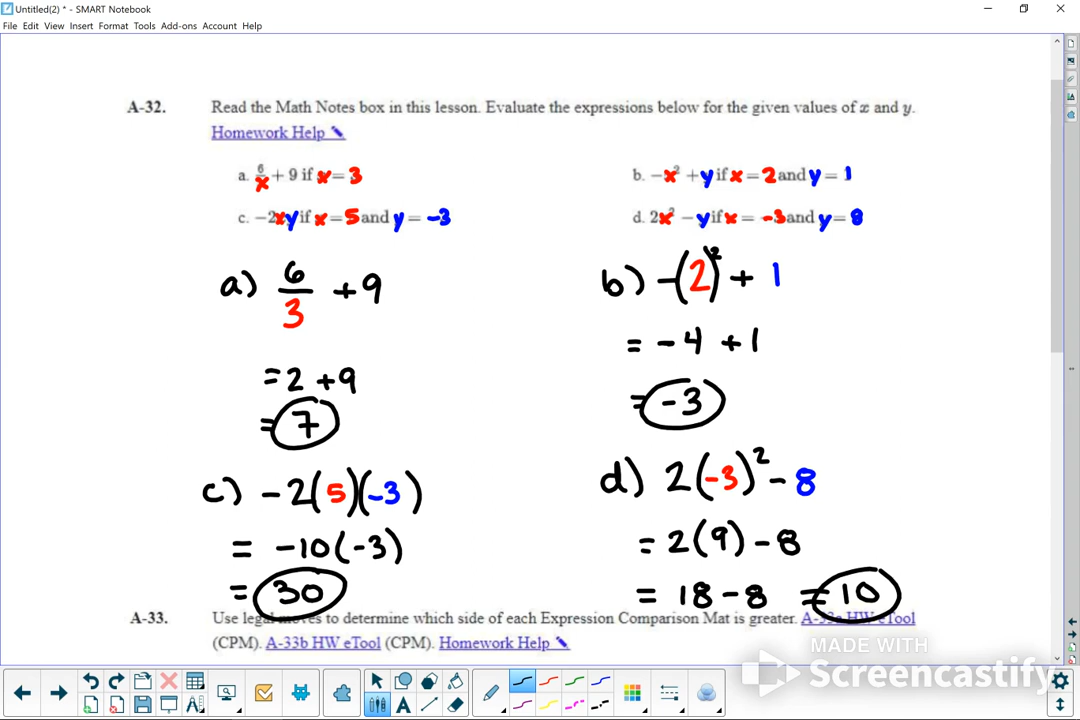 Untitled(2) * - SMART Notebook
File Edit View Insert Format Tools Add-ons Account Help
A-32. Read the Math Notes box in this lesson. Evaluate the expressions below for the given values of x and y.
Homework Help
a. 6/x + 9 if x = 3
b. -x² + y if x = 2 and y = 1
c. -2xy if x = 5 and y = -3
d. 2x² - y if x = -3 and y = 8
a) 6/3 + 9
= 2 + 9
= 7
b) -(2)² + 1
= -4 + 1
= -3
c) -2(5)(-3)
= -10(-3)
= 30
d) 2(-3)² - 8
= 2(9) - 8
= 18 - 8 = 10
A-33. Use legal moves to determine which side of each Expression Comparison Mat is greater. A-33a HW eTool
(CPM). A-33b HW eTool (CPM). Homework Help
MADE WITH
Screencastify